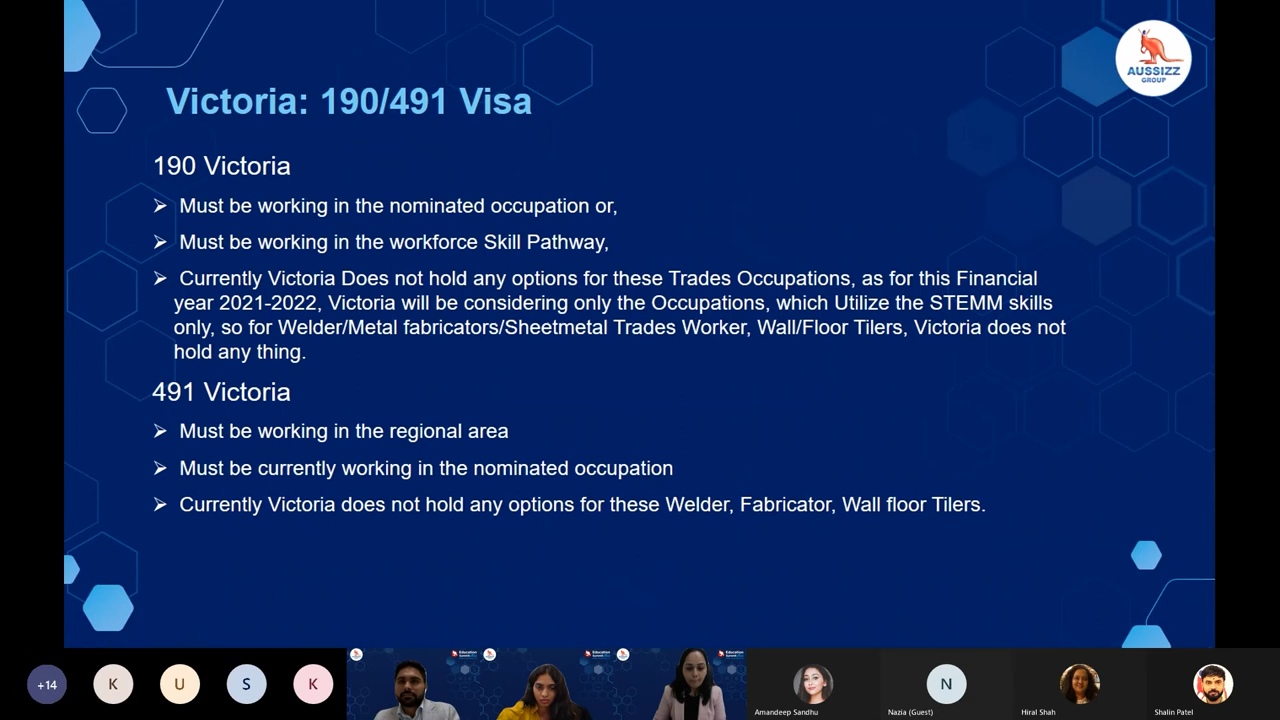 AUSSIZZ
GROUP
Victoria: 190/491 Visa
190 Victoria
Must be working in the nominated occupation or,
Must be working in the workforce Skill Pathway,
Currently Victoria Does not hold any options for these Trades Occupations, as for this Financial
year 2021-2022, Victoria will be considering only the Occupations, which Utilize the STEMM skills
only, so for Welder/Metal fabricators/Sheetmetal Trades Worker, Wall/Floor Tilers, Victoria does not
hold any thing.
491 Victoria
Must be working in the regional area
Must be currently working in the nominated occupation
Currently Victoria does not hold any options for these Welder, Fabricator, Wall floor Tilers.
+14
K
U
S
K
Education
Education
Education
Amandeep Sandhu
N
Nazia (Guest)
Hiral Shah
Shalin Patel